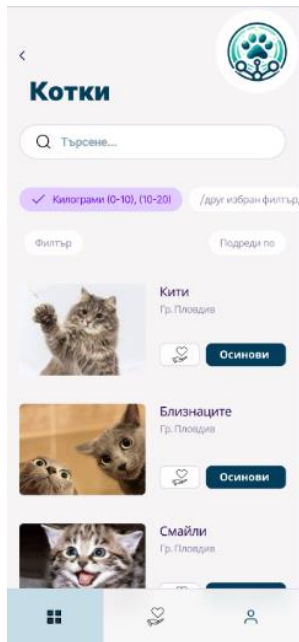 Котки
Търсене...
Килограми (0-10), (10-20)
/друг избран филтър
Филтър
Подреди по
Кити
Гр. Пловдив
Осинови
Близнаците
Гр. Пловдив
Осинови
Смайли
Гр. Пловдив